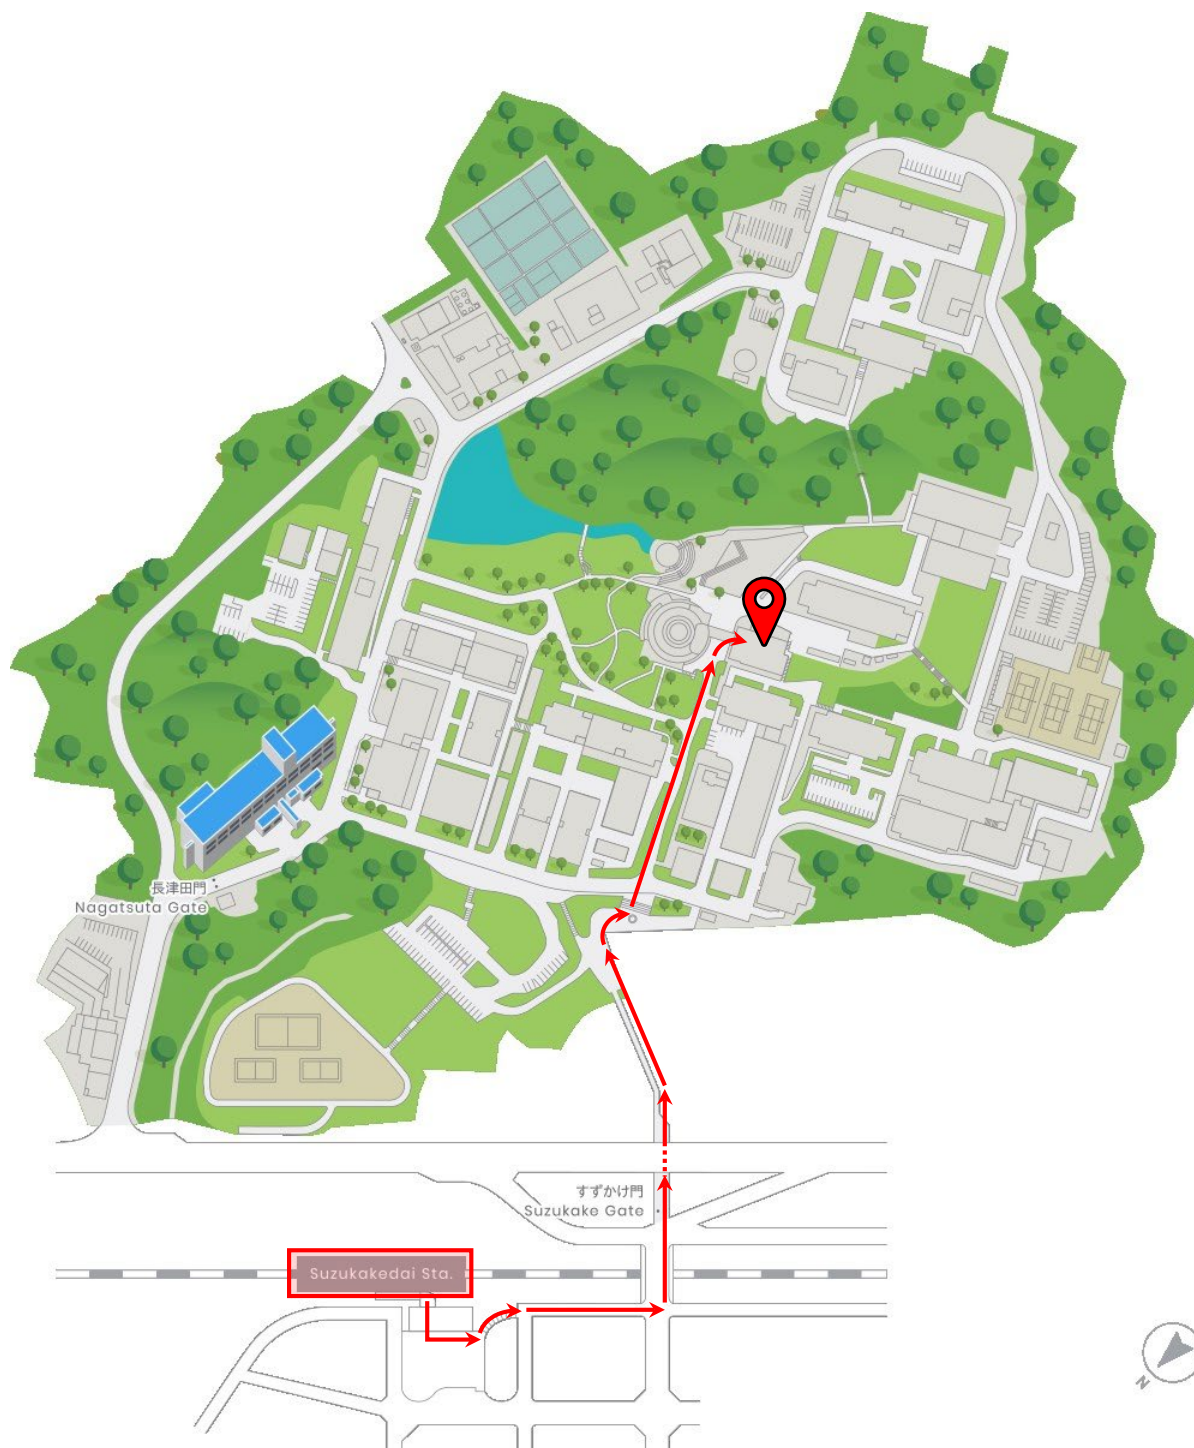 長津田門
Nagatsuta Gate
すずかけ門
Suzukake Gate
Suzukakedai Sta.
N